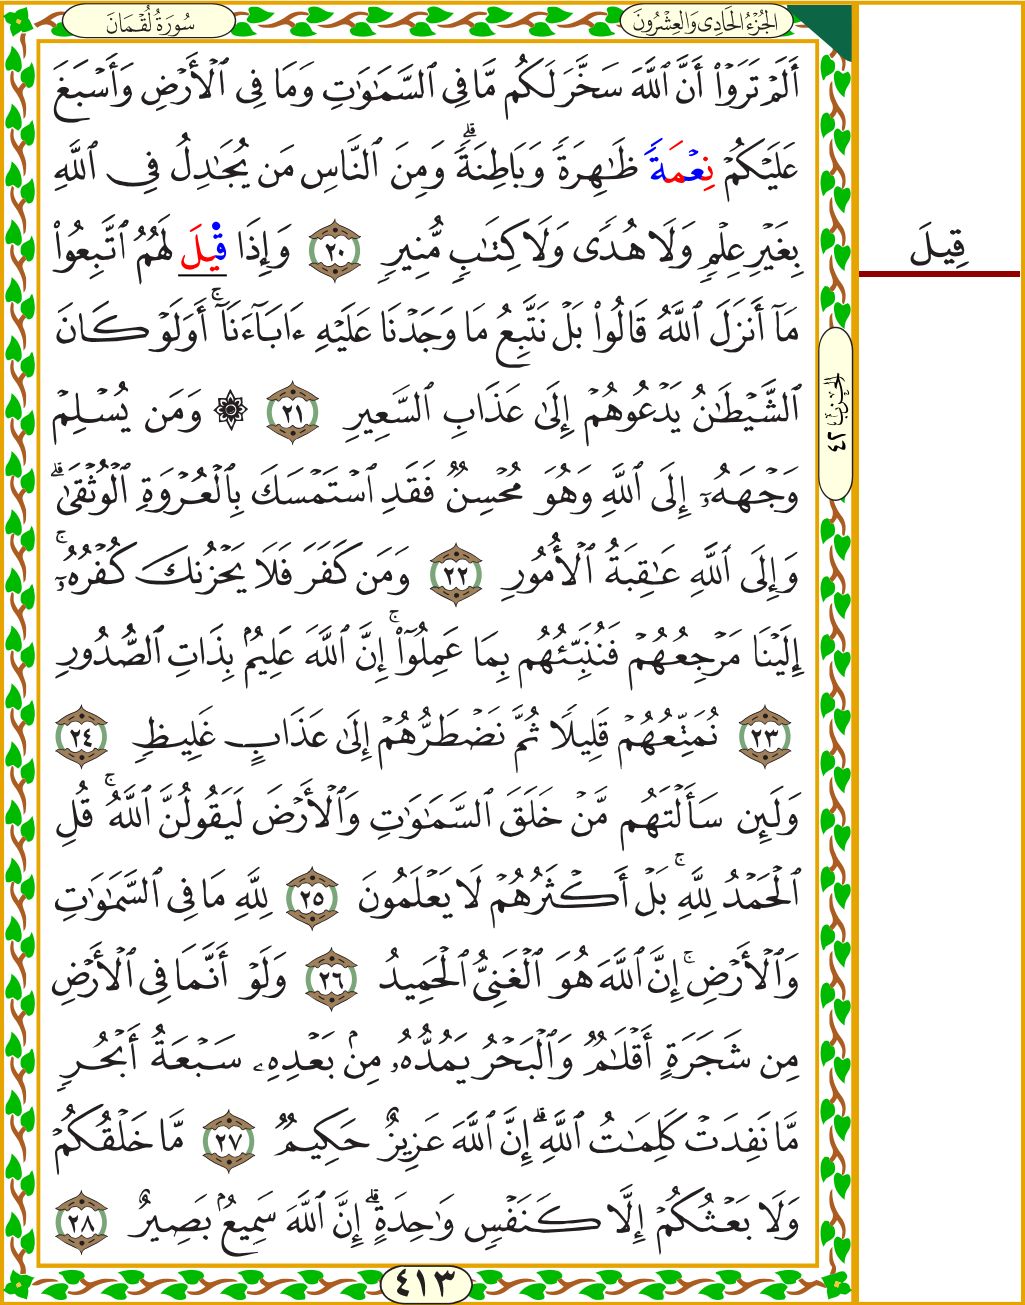 سُورَةُ لُقْمَانَ
الجُزْءُ الحَادِي وَالعِشْرُونَ
أَلَمْ تَرَوْا۟ أَنَّ ٱللَّهَ سَخَّرَ لَكُم مَّا فِى ٱلسَّمَـٰوَٰتِ وَمَا فِى ٱلْأَرْضِ وَأَسْبَغَ
عَلَيْكُمْ نِعْمَةً ظَـٰهِرَةً وَبَاطِنَةً ۗ وَمِنَ ٱلنَّاسِ مَن يُجَـٰدِلُ فِى ٱللَّهِ
بِغَيْرِ عِلْمٍ وَلَا هُدًى وَلَا كِتَـٰبٍ مُّنِيرٍ ٢٠ وَإِذَا قِيلَ لَهُمُ ٱتَّبِعُوا۟
مَآ أَنزَلَ ٱللَّهُ قَالُوا۟ بَلْ نَتَّبِعُ مَا وَجَدْنَا عَلَيْهِ ءَابَآءَنَآ ۚ أَوَلَوْ كَانَ
ٱلشَّيْطَـٰنُ يَدْعُوهُمْ إِلَىٰ عَذَابِ ٱلسَّعِيرِ ٢١ ۞ وَمَن يُسْلِمْ
وَجْهَهُۥٓ إِلَى ٱللَّهِ وَهُوَ مُحْسِنٌ فَقَدِ ٱسْتَمْسَكَ بِٱلْعُرْوَةِ ٱلْوُثْقَىٰ ۗ
وَإِلَى ٱللَّهِ عَـٰقِبَةُ ٱلْأُمُورِ ٢٢ وَمَن كَفَرَ فَلَا يَحْزُنكَ كُفْرُهُۥٓ ۚ
إِلَيْنَا مَرْجِعُهُمْ فَنُنَبِّئُهُم بِمَا عَمِلُوٓا۟ ۚ إِنَّ ٱللَّهَ عَلِيمٌۢ بِذَاتِ ٱلصُّدُورِ
٢٣ نُمَتِّعُهُمْ قَلِيلًا ثُمَّ نَضْطَرُّهُمْ إِلَىٰ عَذَابٍ غَلِيظٍ ٢٤
وَلَئِن سَأَلْتَهُم مَّنْ خَلَقَ ٱلسَّمَـٰوَٰتِ وَٱلْأَرْضَ لَيَقُولُنَّ ٱللَّهُ ۚ قُلِ
ٱلْحَمْدُ لِلَّهِ ۚ بَلْ أَكْثَرُهُمْ لَا يَعْلَمُونَ ٢٥ لِلَّهِ مَا فِى ٱلسَّمَـٰوَٰتِ
وَٱلْأَرْضِ ۚ إِنَّ ٱللَّهَ هُوَ ٱلْغَنِىُّ ٱلْحَمِيدُ ٢٦ وَلَوْ أَنَّمَا فِى ٱلْأَرْضِ
مِن شَجَرَةٍ أَقْلَـٰمٌ وَٱلْبَحْرُ يَمُدُّهُۥ مِنۢ بَعْدِهِۦ سَبْعَةُ أَبْحُرٍ
مَّا نَفِدَتْ كَلِمَـٰتُ ٱللَّهِ ۗ إِنَّ ٱللَّهَ عَزِيزٌ حَكِيمٌ ٢٧ مَّا خَلْقُكُمْ
وَلَا بَعْثُكُمْ إِلَّا كَنَفْسٍ وَٰحِدَةٍ ۗ إِنَّ ٱللَّهَ سَمِيعٌۢ بَصِيرٌ ٢٨
قِيلَ
الحزب ٤٢
٤١٣